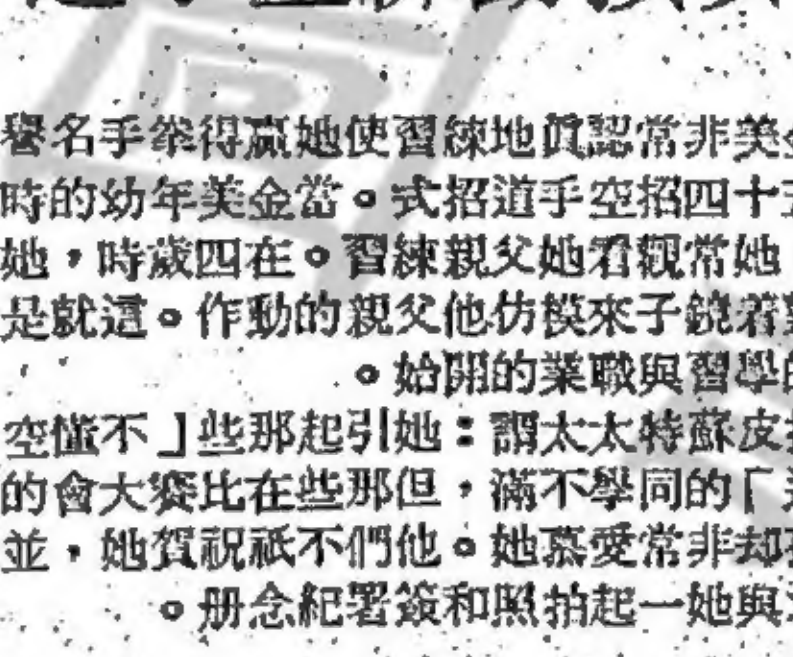 金美非常認眞地練習使她贏得拳手名譽
五十四招空手道招式。當金美年幼的時
她常觀看她父親練習。在四歲時，她
着鏡子來模仿他父親的動作。這就是
的學習與職業的開始。
皮蘇特太太謂：她引起那些」不懂空
「的同學不滿，但那些在比賽大會的
却非常愛慕她。他們不祇祝賀她，並
與她一起拍照和簽署紀念册。